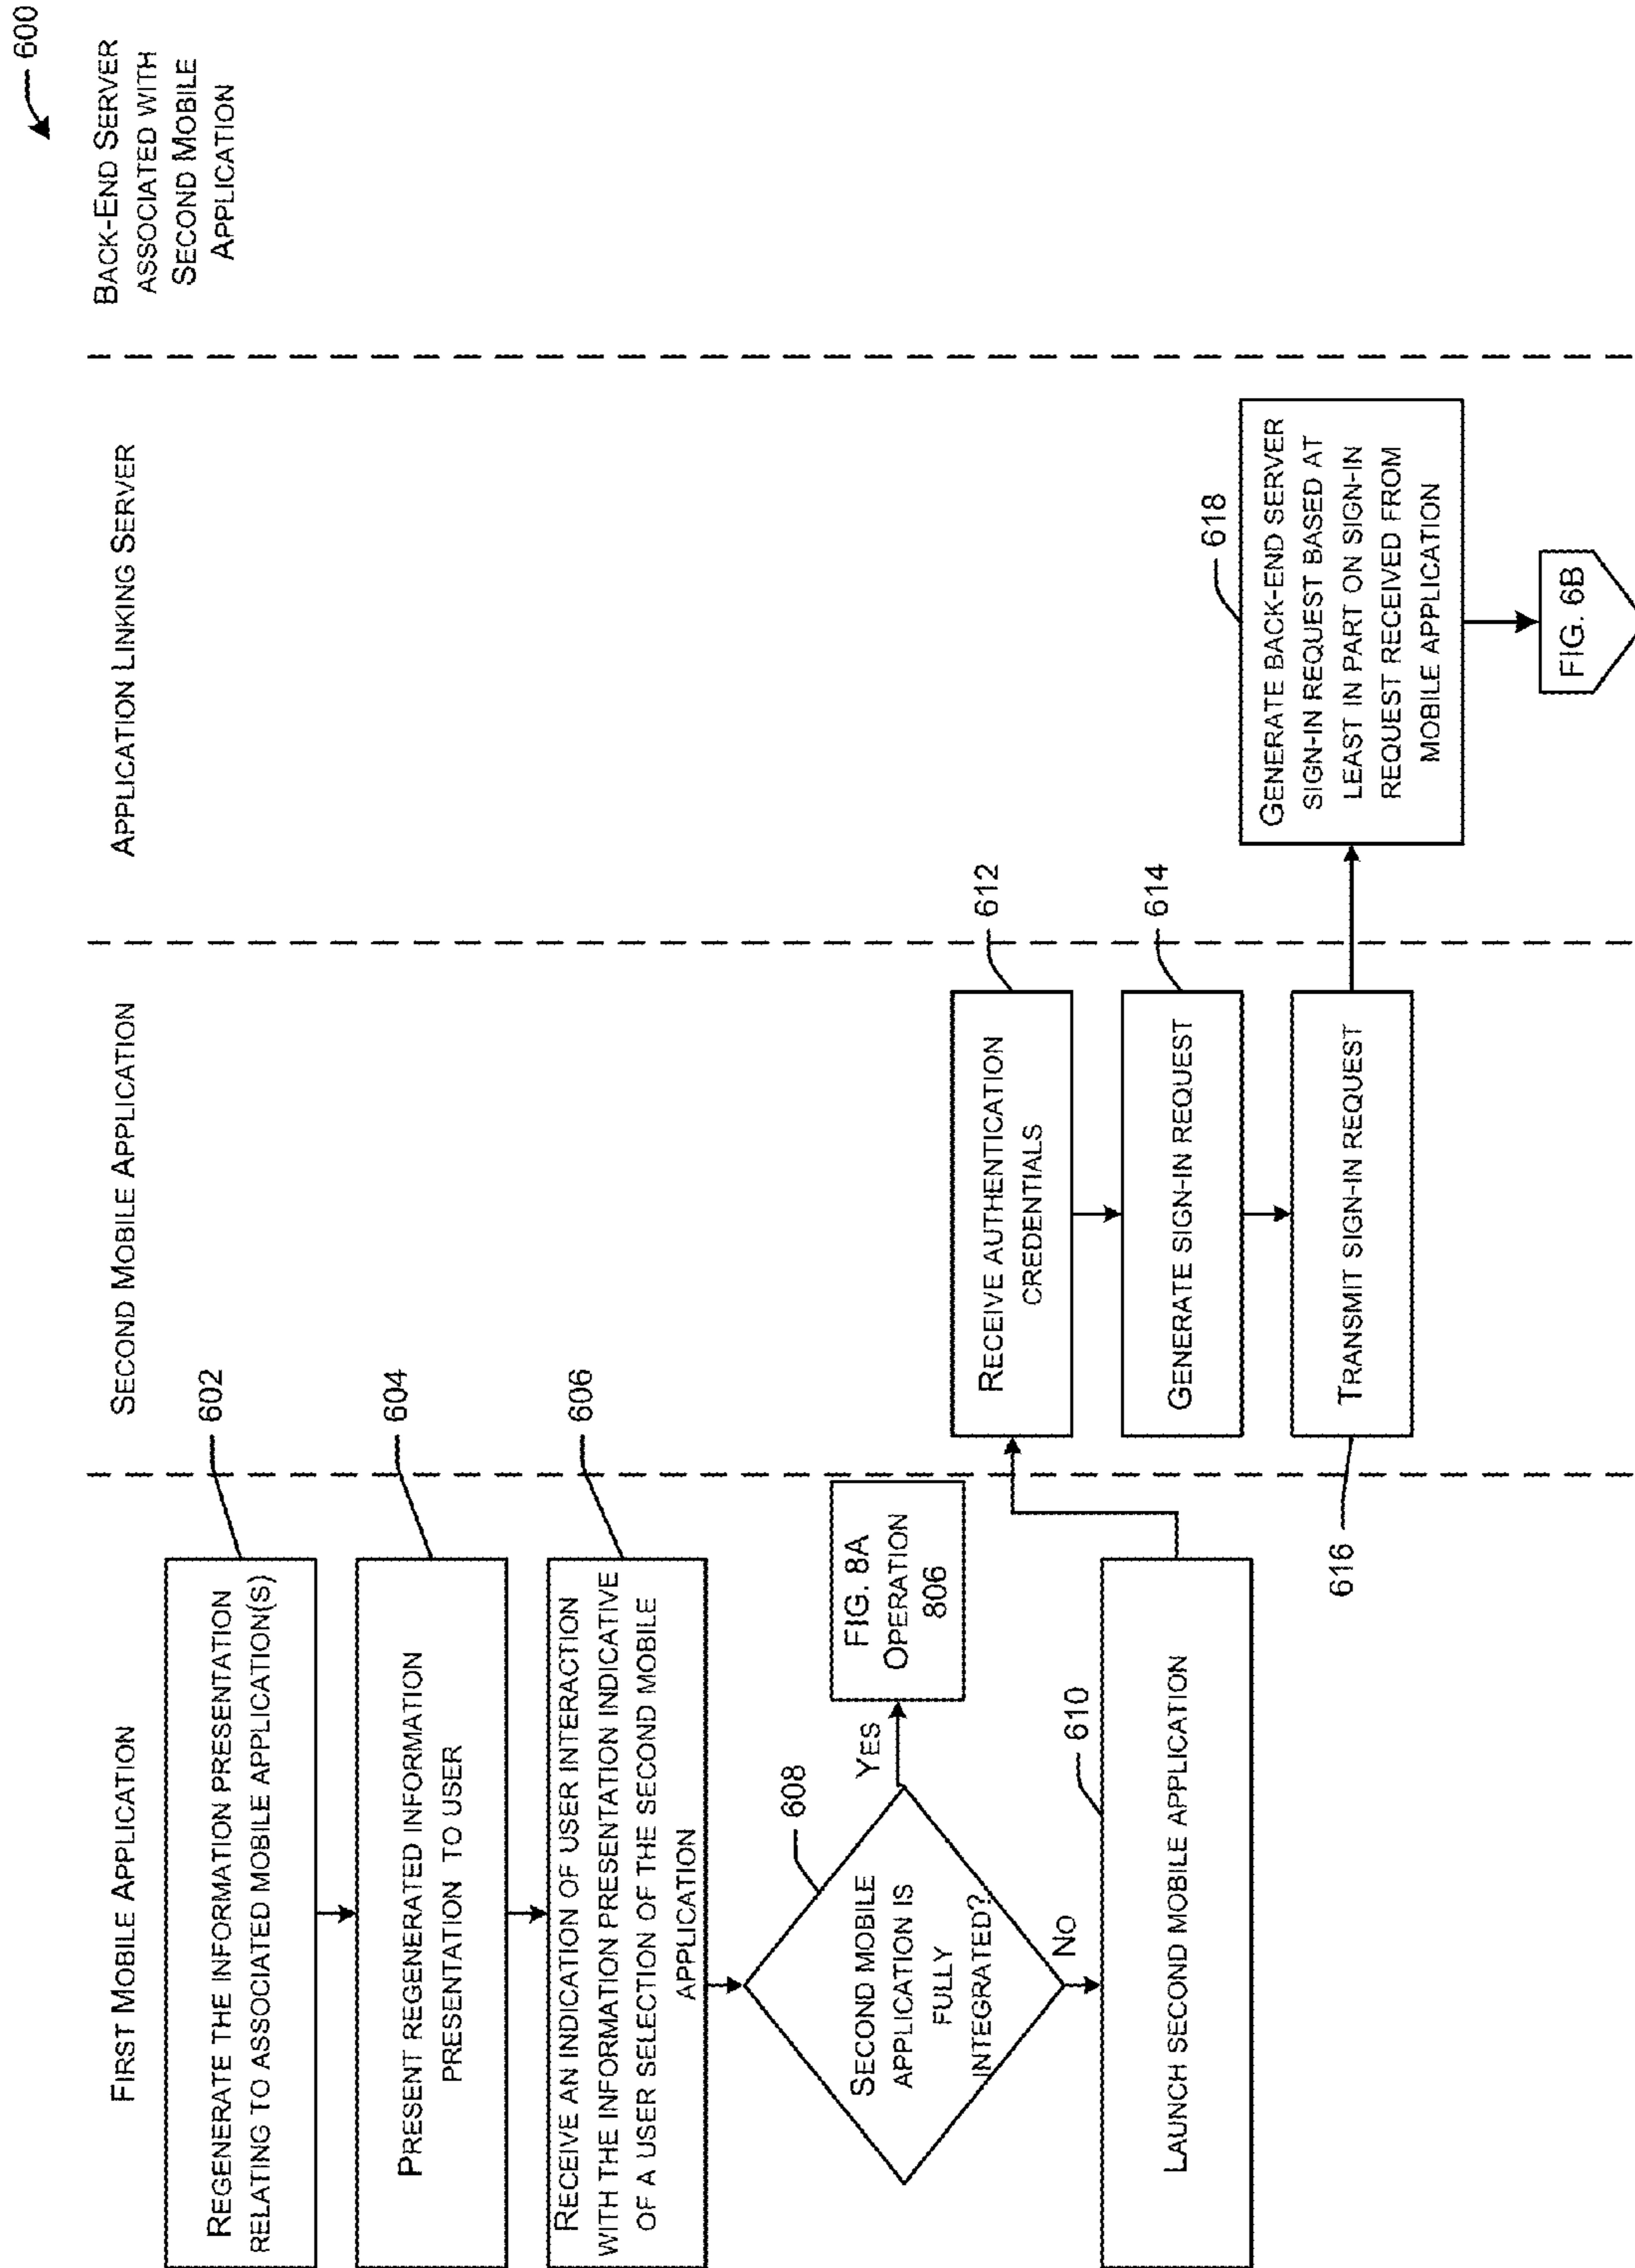 600
FIRST MOBILE APPLICATION
SECOND MOBILE APPLICATION
APPLICATION LINKING SERVER
BACK-END SERVER
ASSOCIATED WITH
SECOND MOBILE
APPLICATION
602
REGENERATE THE INFORMATION PRESENTATION
RELATING TO ASSOCIATED MOBILE APPLICATION(S)
604
PRESENT REGENERATED INFORMATION
PRESENTATION TO USER
606
RECEIVE AN INDICATION OF USER INTERACTION
WITH THE INFORMATION PRESENTATION INDICATIVE
OF A USER SELECTION OF THE SECOND MOBILE
APPLICATION
608
SECOND MOBILE
APPLICATION IS
FULLY
INTEGRATED?
YES
FIG. 8A
OPERATION
806
NO
610
LAUNCH SECOND MOBILE APPLICATION
612
RECEIVE AUTHENTICATION
CREDENTIALS
614
GENERATE SIGN-IN REQUEST
616
TRANSMIT SIGN-IN REQUEST
618
GENERATE BACK-END SERVER
SIGN-IN REQUEST BASED AT
LEAST IN PART ON SIGN-IN
REQUEST RECEIVED FROM
MOBILE APPLICATION
FIG. 6B